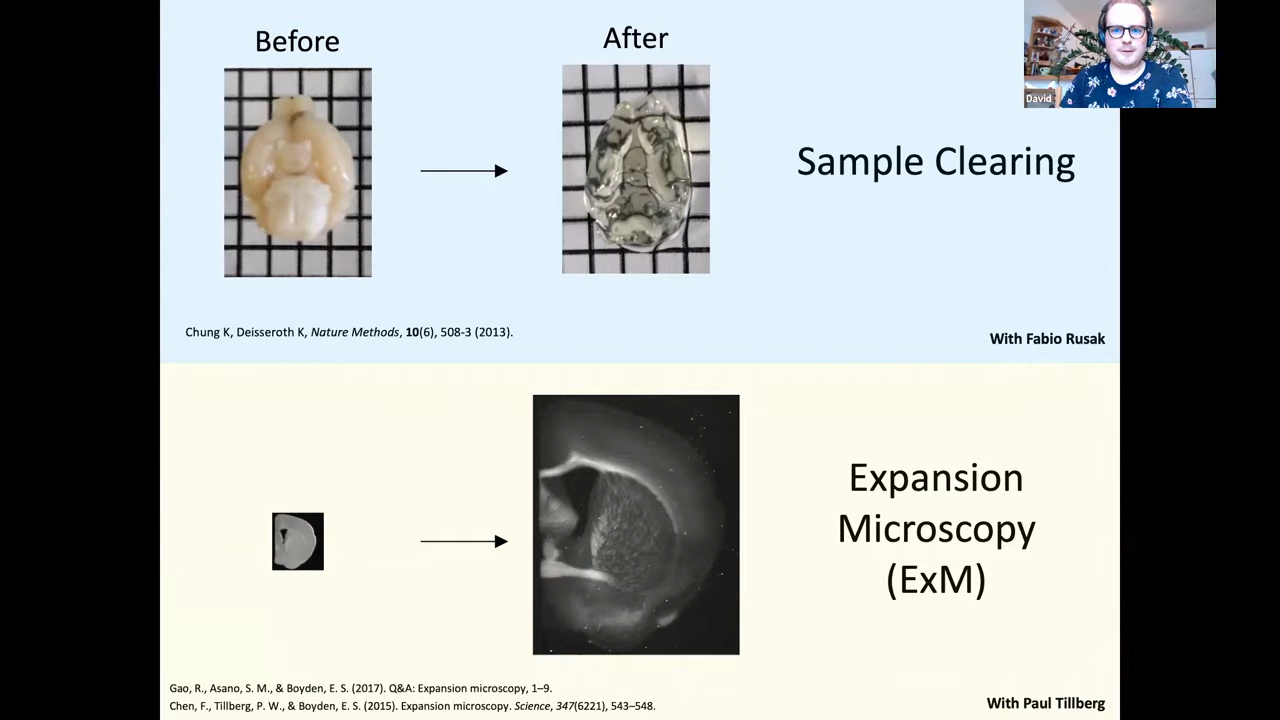 Before
After
David
Sample Clearing
Chung K, Deisseroth K, Nature Methods, 10(6), 508-3 (2013).
With Fabio Rusak
Expansion
Microscopy
(ExM)
Gao, R., Asano, S. M., & Boyden, E. S. (2017). Q&A: Expansion microscopy, 1–9.
Chen, F., Tillberg, P. W., & Boyden, E. S. (2015). Expansion microscopy. Science, 347(6221), 543–548.
With Paul Tillberg